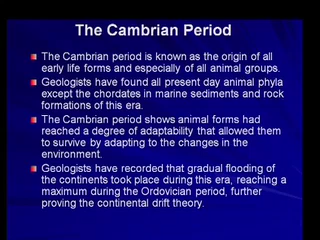 The Cambrian Period
The Cambrian period is known as the origin of all
early life forms and especially of all animal groups.
Geologists have found all present day animal phyla
except the chordates in marine sediments and rock
formations of this era.
The Cambrian period shows animal forms had
reached a degree of adaptability that allowed them
to survive by adapting to the changes in the
environment.
Geologists have recorded that gradual flooding of
the continents took place during this era, reaching a
maximum during the Ordovician period, further
proving the continental drift theory.